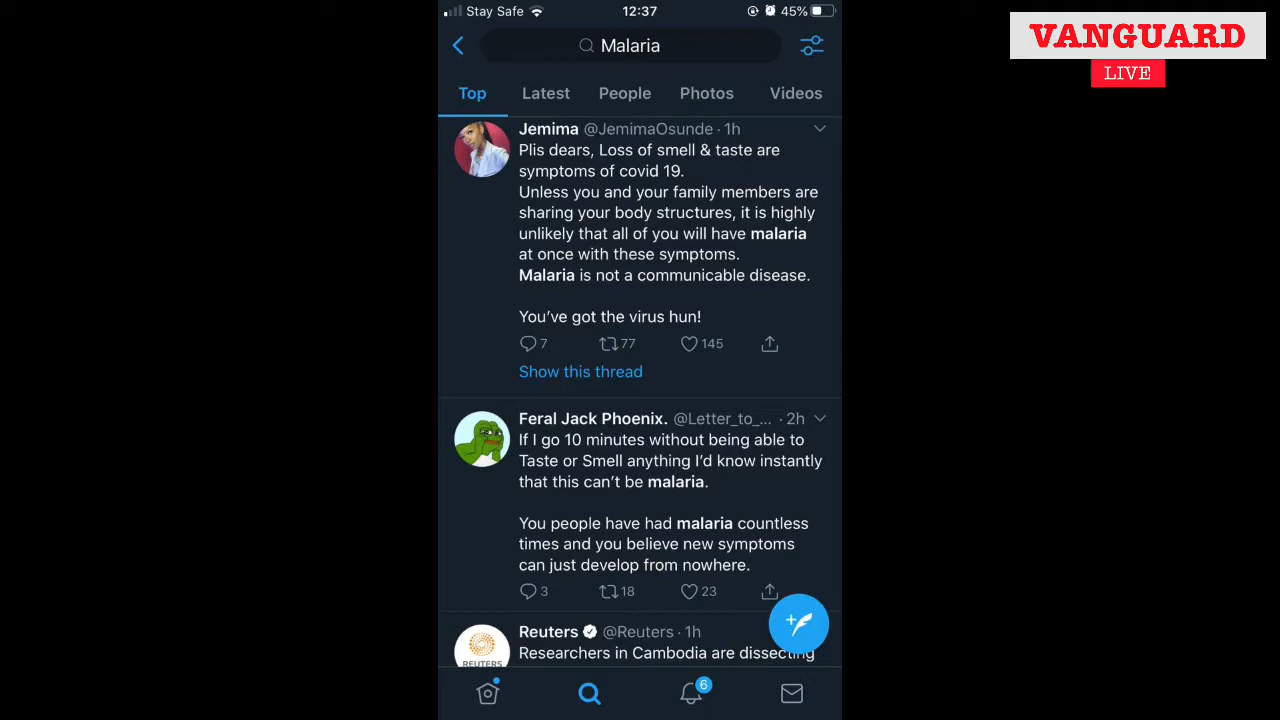 Stay Safe 12:37 45%
VANGUARD
LIVE
Malaria
Top Latest People Photos Videos
Jemima @JemimaOsunde · 1h
Plis dears, Loss of smell & taste are
symptoms of covid 19.
Unless you and your family members are
sharing your body structures, it is highly
unlikely that all of you will have malaria
at once with these symptoms.
Malaria is not a communicable disease.
You've got the virus hun!
7 77 145
Show this thread
Feral Jack Phoenix. @Letter_to_... · 2h
If I go 10 minutes without being able to
Taste or Smell anything I'd know instantly
that this can't be malaria.
You people have had malaria countless
times and you believe new symptoms
can just develop from nowhere.
3 18 23
Reuters @Reuters · 1h
REUTERS
Researchers in Cambodia are dissecting
6